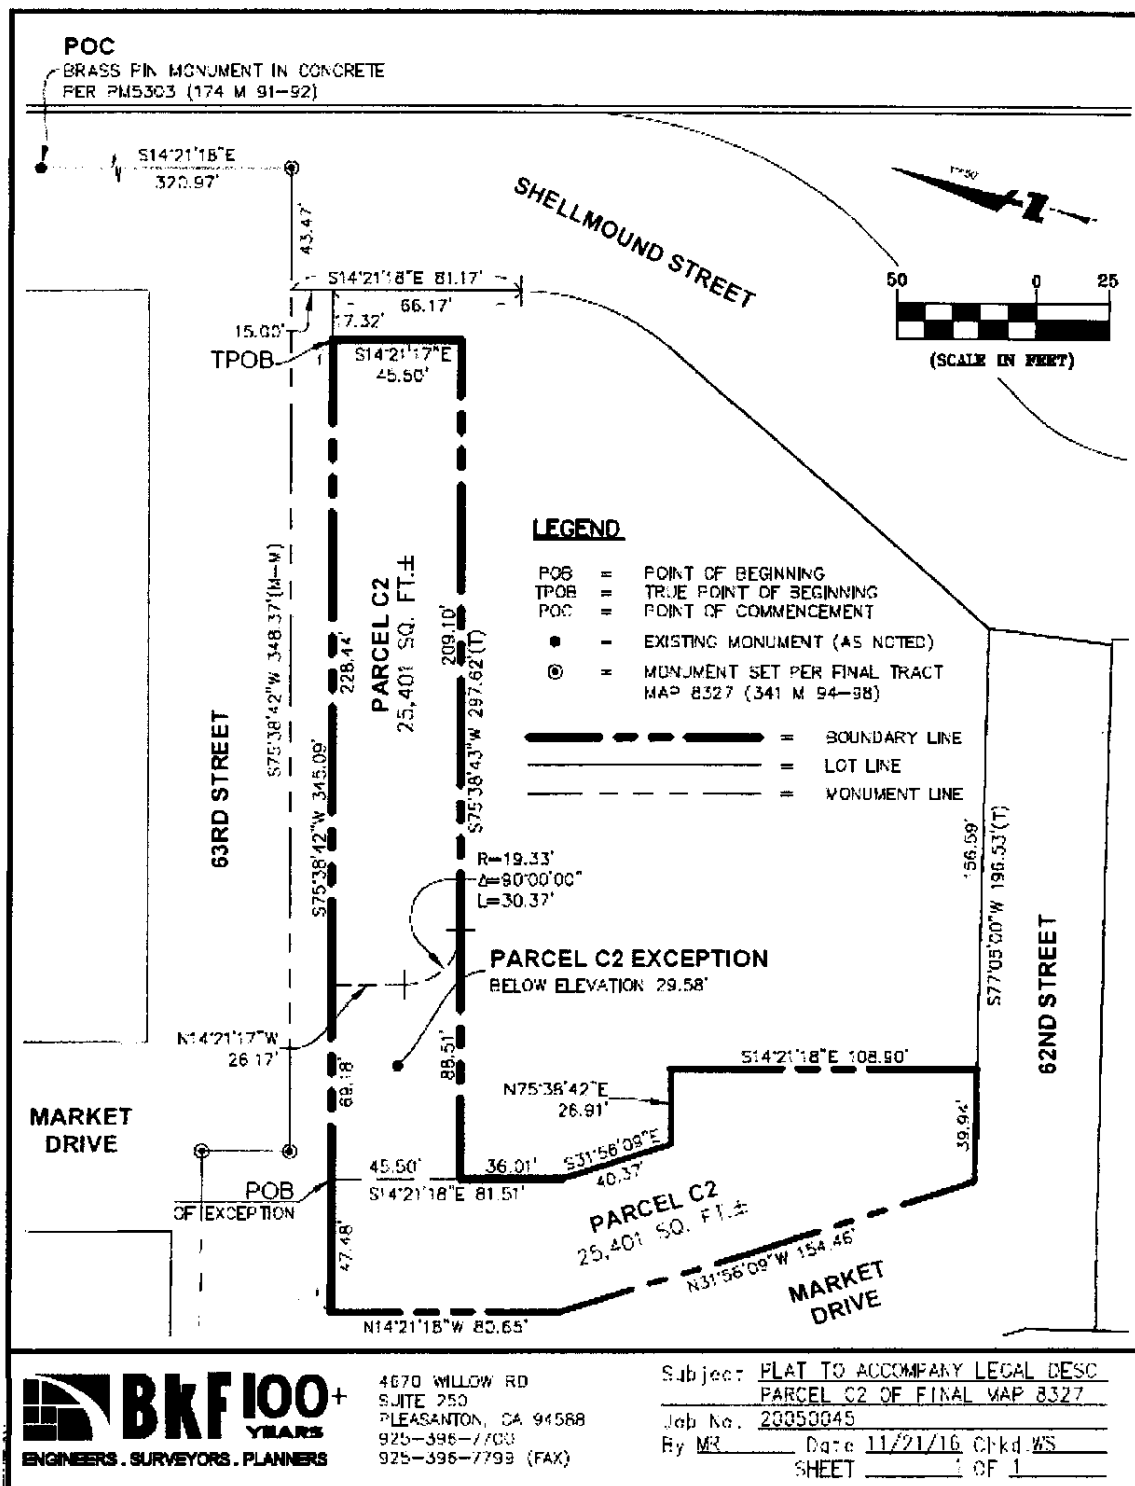 POC
BRASS PIN MONUMENT IN CONCRETE
PER PM5303 (174 M 91-92)
S14°21'18"E
320.97'
43.47'
SHELLMOUND STREET
1"=50'
50 0 25
(SCALE IN FEET)
S14°21'18"E 81.17'
66.17'
15.00'
17.32'
TPOB
S14°21'17"E
45.50'
LEGEND
POB = POINT OF BEGINNING
TPOB = TRUE POINT OF BEGINNING
POC = POINT OF COMMENCEMENT
= EXISTING MONUMENT (AS NOTED)
= MONUMENT SET PER FINAL TRACT
MAP 8327 (341 M 94-98)
= BOUNDARY LINE
= LOT LINE
= MONUMENT LINE
63RD STREET
S75°38'42"W 348.37'(M-M)
S75°38'42"W 345.09'
228.44'
PARCEL C2
25,401 SQ. FT.±
209.10'
S75°38'43"W 297.62'(T)
R=19.33'
Δ=90°00'00"
L=30.37'
PARCEL C2 EXCEPTION
BELOW ELEVATION 29.58'
156.59'
S77°05'00"W 196.53'(T)
62ND STREET
N14°21'17"W
26.17'
69.18'
88.51'
S14°21'18"E 108.90'
N75°38'42"E
26.91'
39.94'
MARKET
DRIVE
S31°56'09"E
40.37'
45.50'
36.01'
S14°21'18"E 81.51'
POB
OF EXCEPTION
47.48'
PARCEL C2
25,401 SQ. FT.±
N31°56'09"W 154.46'
MARKET
DRIVE
N14°21'18"W 80.65'
BKF 100+
YEARS
ENGINEERS . SURVEYORS . PLANNERS
4670 WILLOW RD
SUITE 250
PLEASANTON, CA 94588
925-396-7700
925-396-7799 (FAX)
Subject PLAT TO ACCOMPANY LEGAL DESC
PARCEL C2 OF FINAL MAP 8327
Job No. 20050045
By MR Date 11/21/16 Chkd.WS
SHEET 1 OF 1